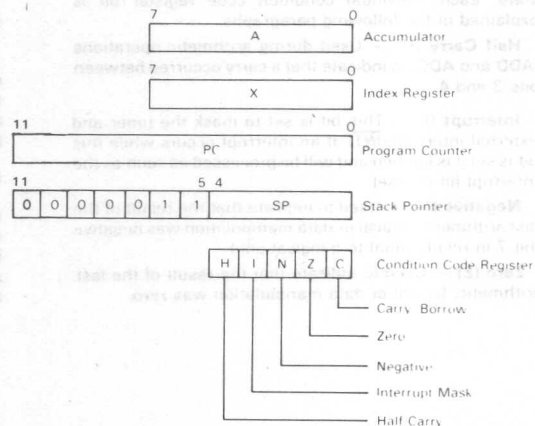 7 0
A Accumulator
7 0
X Index Register
11 0
PC Program Counter
11 5 4 0
0 0 0 0 0 1 1 SP Stack Pointer
H I N Z C Condition Code Register
Carry Borrow
Zero
Negative
Interrupt Mask
Half Carry